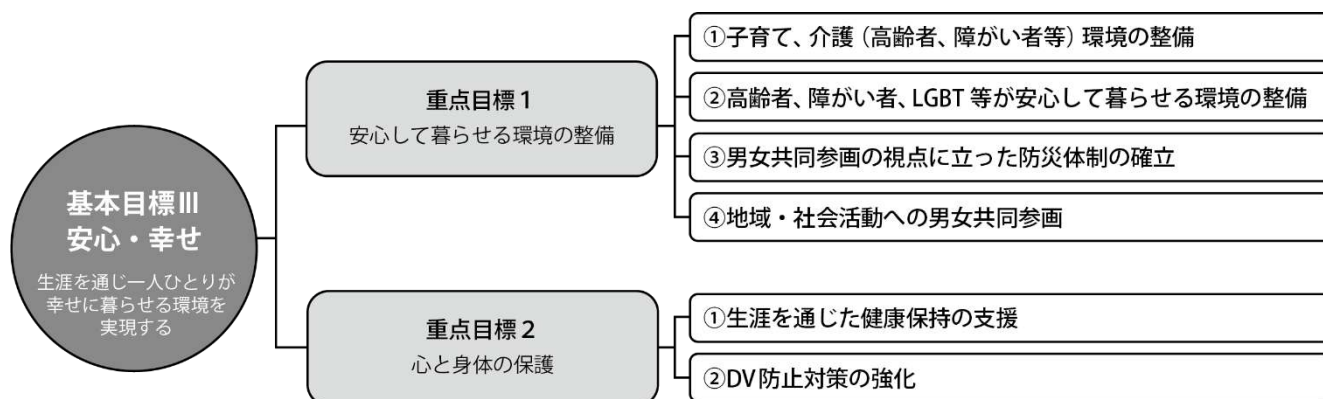 基本目標Ⅲ
安心・幸せ
生涯を通じ一人ひとりが
幸せに暮らせる環境を
実現する
重点目標1
安心して暮らせる環境の整備
①子育て、介護（高齢者、障がい者等）環境の整備
②高齢者、障がい者、LGBT等が安心して暮らせる環境の整備
③男女共同参画の視点に立った防災体制の確立
④地域・社会活動への男女共同参画
重点目標2
心と身体の保護
①生涯を通じた健康保持の支援
②DV防止対策の強化